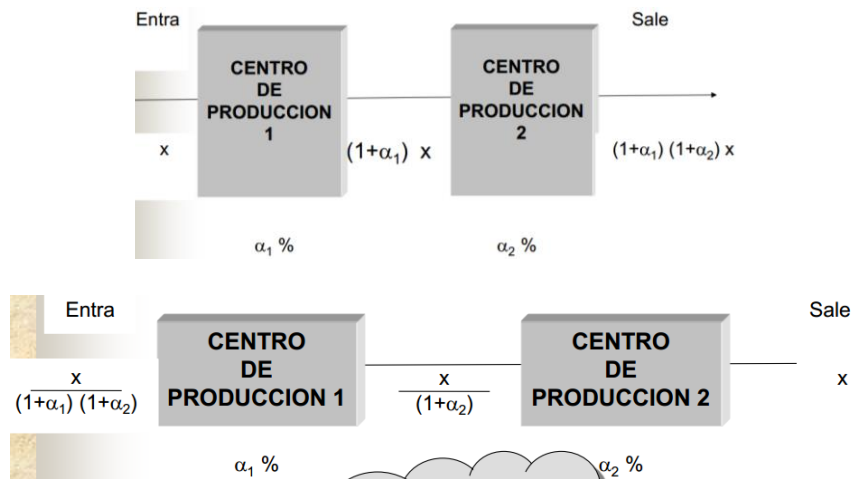 Entra
Sale
CENTRO
DE
PRODUCCION
1
CENTRO
DE
PRODUCCION
2
x
(1+α₁) x
(1+α₁) (1+α₂) x
α₁ %
α₂ %
Entra
Sale
CENTRO
DE
PRODUCCION 1
CENTRO
DE
PRODUCCION 2
x
(1+α₁) (1+α₂)
x
(1+α₂)
x
α₁ %
α₂ %